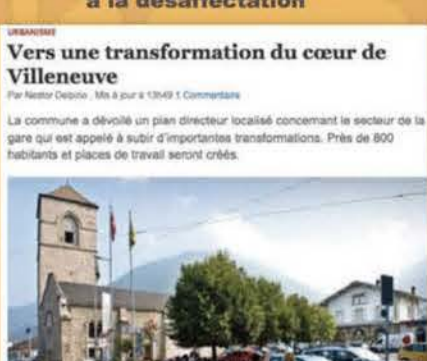 à la désaffectation
URBANISME
Vers une transformation du cœur de
Villeneuve
Par Nestor Mis à jour à 13h49 1 Commentaire
La commune a dévoilé un plan directeur localisé concernant le secteur de la
gare qui est appelé à subir d'importantes transformations. Près de 800
habitants et places de travail seront créés.